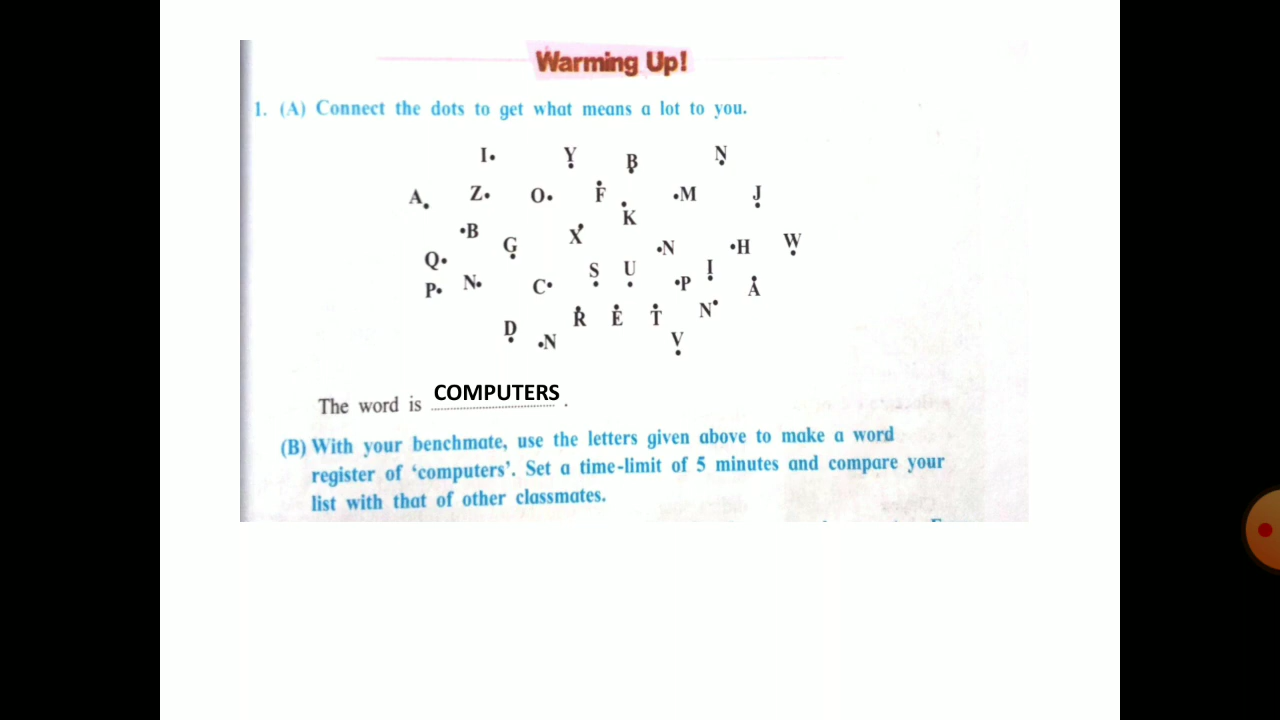 Warming Up!
1. (A) Connect the dots to get what means a lot to you.
I. Y B N
A. Z. O. F K .M J
.B G X .N .H W
Q. P. N. C. S U .P I A
D .N R E T N V
The word is COMPUTERS.
(B) With your benchmate, use the letters given above to make a word
register of ‘computers’. Set a time-limit of 5 minutes and compare your
list with that of other classmates.